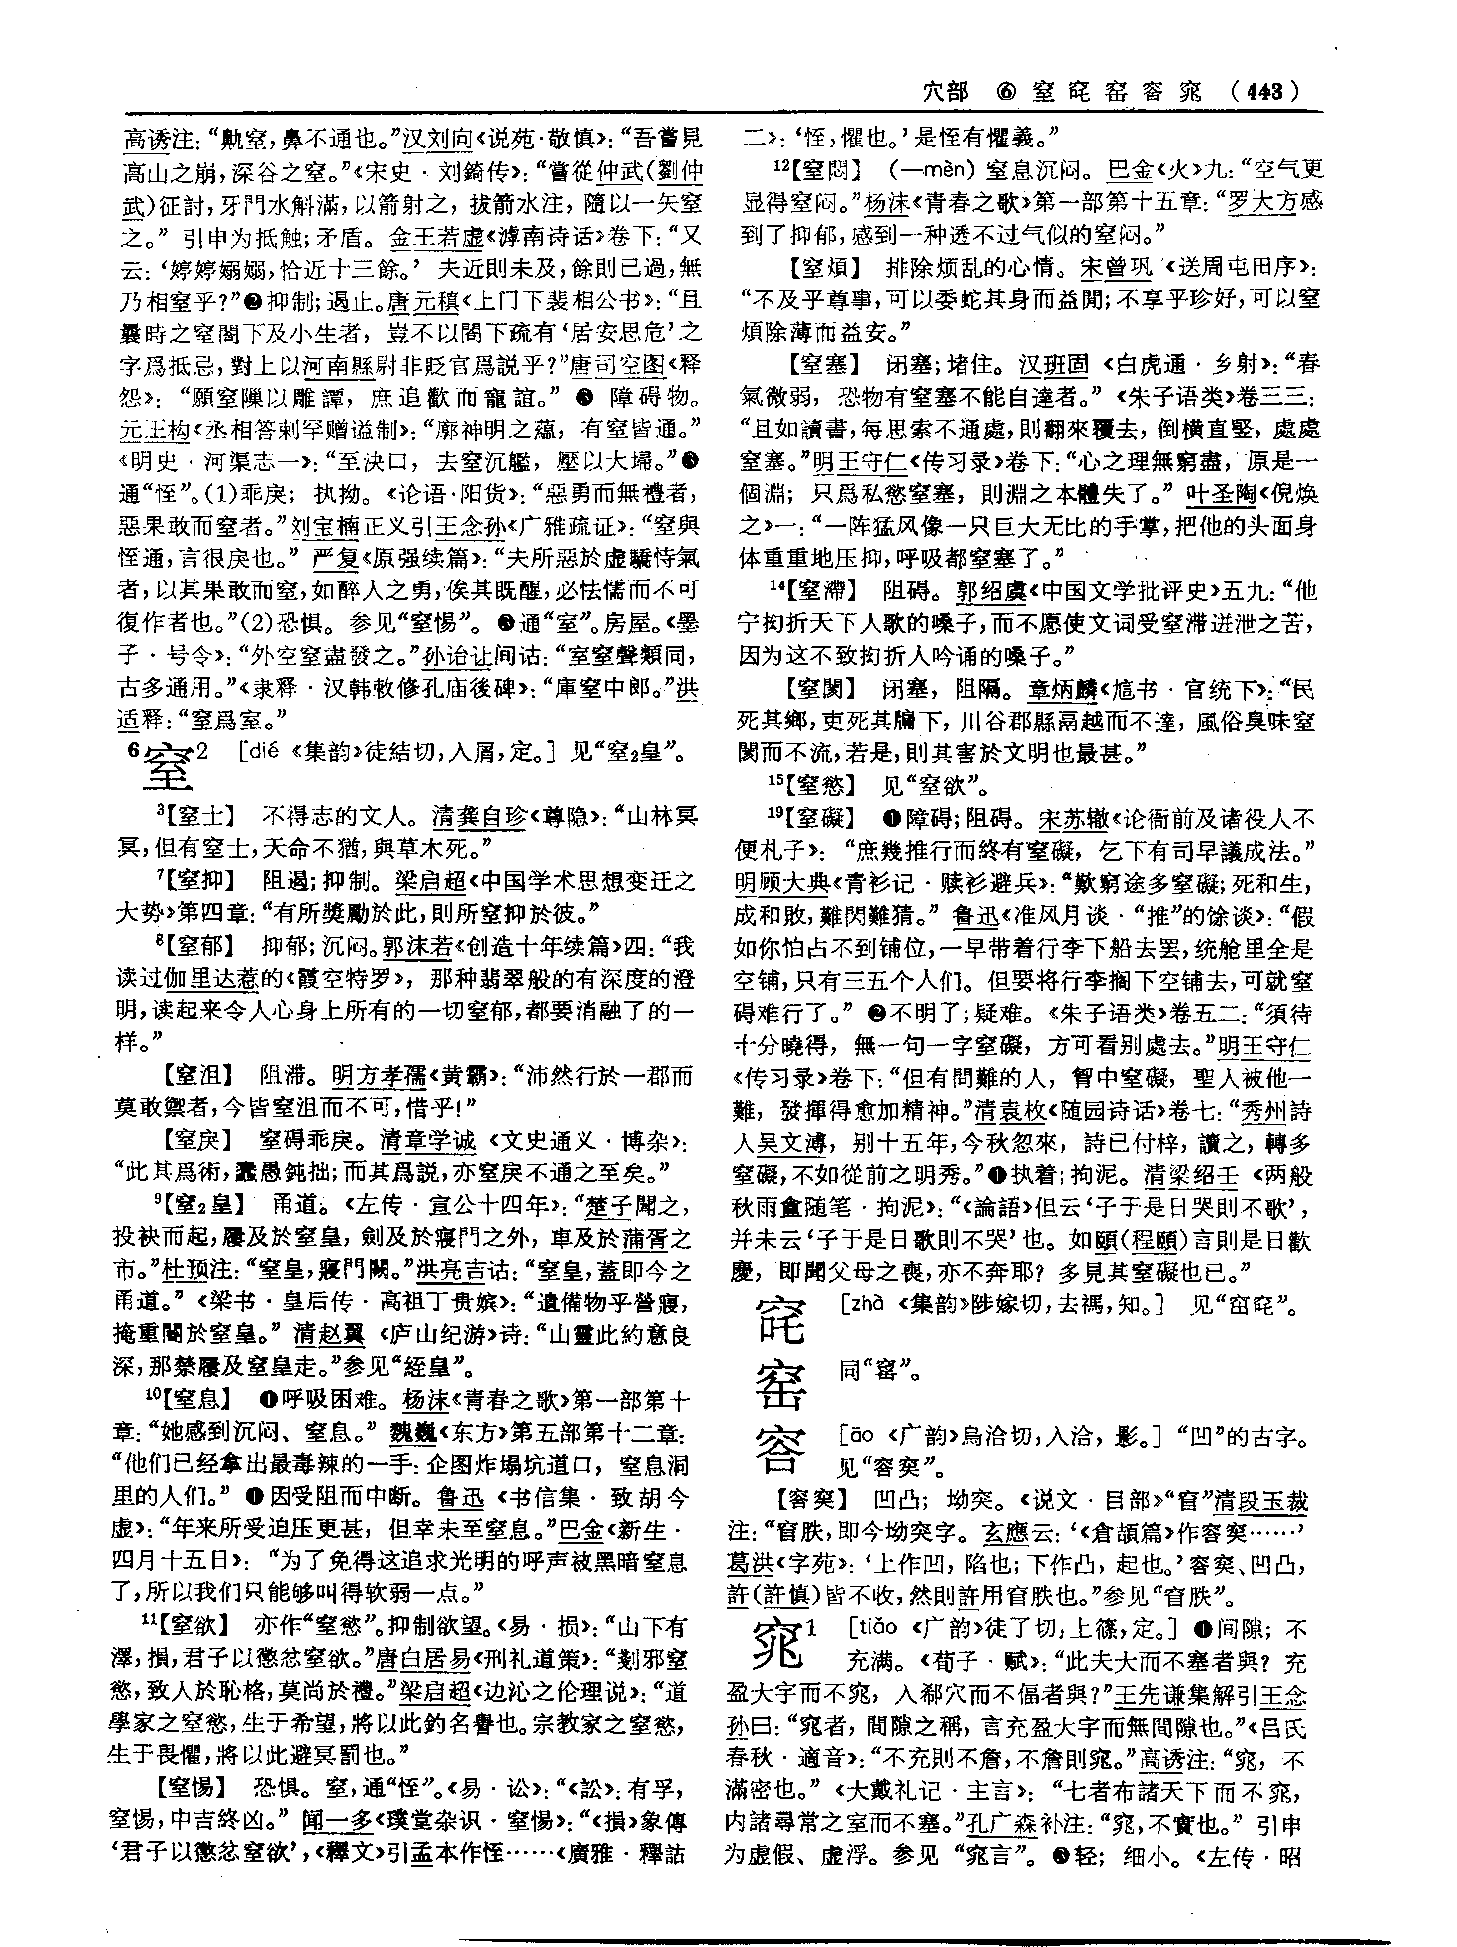 穴部 ⑥ 窒 窀 窑 窅 窕 (443)
高诱注:“鼽窒,鼻不通也。”汉刘向《说苑·敬慎》:“吾嘗見
高山之崩,深谷之窒。”《宋史·刘錡传》:“嘗從仲武(劉仲
武)征討,牙門水斛滿,以箭射之,拔箭水注,隨以一矢窒
之。”引申为抵触;矛盾。金王若虚《滹南诗话》卷下:“又
云:‘婷婷嫋嫋,恰近十三餘。’夫近則未及,餘則已過,無
乃相窒乎?”❷抑制;遏止。唐元稹《上门下裴相公书》:“且
曩時之窒閤下及小生者,豈不以閤下疏有‘居安思危’之
字爲抵忌,對上以河南縣尉非貶官爲説乎?”唐司空图《释
怨》:“願窒隟以雕譚,庶追歡而寵誼。”❸障碍物。
元王构《丞相答剌罕赠谥制》:“廓神明之蕴,有窒皆通。”
《明史·河渠志一》:“至決口,去窒沉艦,壓以大埽。”❹
通“恎”。(1)乖戾;执拗。《论语·阳货》:“惡勇而無禮者,
惡果敢而窒者。”刘宝楠正义引王念孙《广雅疏证》:“窒與
恎通,言很戾也。”严复《原强续篇》:“夫所惡於虚驕恃氣
者,以其果敢而窒,如醉人之勇,俟其既醒,必怯懦而不可
復作者也。”(2)恐惧。参见“窒惕”。❺通“室”。房屋。《墨
子·号令》:“外空窒盡發之。”孙诒让间诂:“室窒聲類同,
古多通用。”《隶释·汉韩敕修孔庙後碑》:“庫窒中郎。”洪
适释:“窒爲室。”
6窒2 [dié 《集韵》徒結切,入屑,定。] 见“窒₂皇”。
³【窒士】 不得志的文人。清龚自珍《尊隐》:“山林冥
冥,但有窒士,天命不猶,與草木死。”
⁷【窒抑】 阻遏;抑制。梁启超《中国学术思想变迁之
大势》第四章:“有所獎勵於此,則所窒抑於彼。”
⁸【窒郁】 抑郁;沉闷。郭沫若《创造十年续篇》四:“我
读过伽里达惹的《霞空特罗》,那种翡翠般的有深度的澄
明,读起来令人心身上所有的一切窒郁,都要消融了的一
样。”
【窒沮】 阻滞。明方孝孺《黄霸》:“沛然行於一郡而
莫敢禦者,今皆窒沮而不可,惜乎!”
【窒戾】 窒碍乖戾。清章学诚《文史通义·博杂》:
“此其爲術,蠢愚鈍拙;而其爲説,亦窒戾不通之至矣。”
⁹【窒₂皇】 甬道。《左传·宣公十四年》:“楚子聞之,
投袂而起,屨及於窒皇,劍及於寢門之外,車及於蒲胥之
市。”杜预注:“窒皇,寢門闕。”洪亮吉诂:“窒皇,蓋即今之
甬道。”《梁书·皇后传·高祖丁贵嫔》:“遺備物乎營寢,
掩重閽於窒皇。”清赵翼《庐山纪游》诗:“山靈此約意良
深,那禁屨及窒皇走。”参见“絰皇”。
¹⁰【窒息】 ❶呼吸困难。杨沫《青春之歌》第一部第十
章:“她感到沉闷、窒息。”魏巍《东方》第五部第十二章:
“他们已经拿出最毒辣的一手:企图炸塌坑道口,窒息洞
里的人们。”❷因受阻而中断。鲁迅《书信集·致胡今
虚》:“年来所受迫压更甚,但幸未至窒息。”巴金《新生·
四月十五日》:“为了免得这追求光明的呼声被黑暗窒息
了,所以我们只能够叫得软弱一点。”
¹¹【窒欲】 亦作“窒慾”。抑制欲望。《易·损》:“山下有
澤,損,君子以懲忿窒欲。”唐白居易《刑礼道策》:“剗邪窒
慾,致人於恥格,莫尚於禮。”梁启超《边沁之伦理说》:“道
學家之窒慾,生于希望,將以此釣名譽也。宗教家之窒慾,
生于畏懼,將以此避冥罰也。”
【窒惕】 恐惧。窒,通“恎”。《易·讼》:“《訟》:有孚,
窒惕,中吉終凶。”闻一多《璞堂杂识·窒惕》:“《損》象傳
‘君子以懲忿窒欲’,《釋文》引孟本作恎……《廣雅·釋詁
二》:‘恎,懼也。’是恎有懼義。”
¹²【窒悶】 (—mèn) 窒息沉闷。巴金《火》九:“空气更
显得窒闷。”杨沫《青春之歌》第一部第十五章:“罗大方感
到了抑郁,感到一种透不过气似的窒闷。”
【窒煩】 排除烦乱的心情。宋曾巩《送周屯田序》:
“不及乎尊事,可以委蛇其身而益閒;不享乎珍好,可以窒
煩除薄而益安。”
【窒塞】 闭塞;堵住。汉班固《白虎通·乡射》:“春
氣微弱,恐物有窒塞不能自達者。”《朱子语类》卷三三:
“且如讀書,每思索不通處,則翻來覆去,倒横直竪,處處
窒塞。”明王守仁《传习录》卷下:“心之理無窮盡,原是一
個淵;只爲私慾窒塞,則淵之本體失了。”叶圣陶《倪焕
之》一:“一阵猛风像一只巨大无比的手掌,把他的头面身
体重重地压抑,呼吸都窒塞了。”
¹⁴【窒滯】 阻碍。郭绍虞《中国文学批评史》五九:“他
宁拗折天下人歌的嗓子,而不愿使文词受窒滞迸泄之苦,
因为这不致拗折人吟诵的嗓子。”
【窒閡】 闭塞,阻隔。章炳麟《訄书·官统下》:“民
死其鄉,吏死其牖下,川谷郡縣鬲越而不達,風俗臭味窒
閡而不流,若是,則其害於文明也最甚。”
¹⁵【窒慾】 见“窒欲”。
¹⁹【窒礙】 ❶障碍;阻碍。宋苏辙《论衙前及诸役人不
便札子》:“庶幾推行而終有窒礙,乞下有司早議成法。”
明顾大典《青衫记·赎衫避兵》:“歎窮途多窒礙;死和生,
成和敗,難閃難猜。”鲁迅《准风月谈·“推”的馀谈》:“假
如你怕占不到铺位,一早带着行李下船去罢,统舱里全是
空铺,只有三五个人们。但要将行李搁下空铺去,可就窒
碍难行了。”❷不明了;疑难。《朱子语类》卷五二:“須待
十分曉得,無一句一字窒礙,方可看别處去。”明王守仁
《传习录》卷下:“但有問難的人,胷中窒礙,聖人被他一
難,發揮得愈加精神。”清袁枚《随园诗话》卷七:“秀州詩
人吴文溥,别十五年,今秋忽來,詩已付梓,讀之,轉多
窒礙,不如從前之明秀。”❸执着;拘泥。清梁绍壬《两般
秋雨盦随笔·拘泥》:“《論語》但云‘子于是日哭則不歌’,
并未云‘子于是日歌則不哭’也。如頤(程頤)言則是日歡
慶,即聞父母之喪,亦不奔耶?多見其窒礙也已。”
[zhà 《集韵》陟嫁切,去禡,知。] 见“窋𥥴”。
窑 同“窰”。
[āo 《广韵》烏洽切,入洽,影。] “凹”的古字。
见“容突”。
凹凸;坳突。《说文·目部》“窅”清段玉裁
注:“窅胅,即今坳突字。玄應云:‘《倉頡篇》作容突……’
葛洪《字苑》:‘上作凹,陷也;下作凸,起也。’容突、凹凸,
許(許慎)皆不收,然則許用窅胅也。”参见“窅胅”。
窕1 [tiǎo 《广韵》徒了切,上篠,定。] ❶间隙;不
充满。《荀子·赋》:“此夫大而不塞者與?充
盈大宇而不窕,入郤穴而不偪者與?”王先谦集解引王念
孙曰:“窕者,間隙之稱,言充盈大宇而無間隙也。”《吕氏
春秋·適音》:“不充則不詹,不詹則窕。”高诱注:“窕,不
滿密也。”《大戴礼记·主言》:“七者布諸天下而不窕,
内諸尋常之室而不塞。”孔广森补注:“窕,不實也。”引申
为虚假、虚浮。参见“窕言”。❷轻;细小。《左传·昭